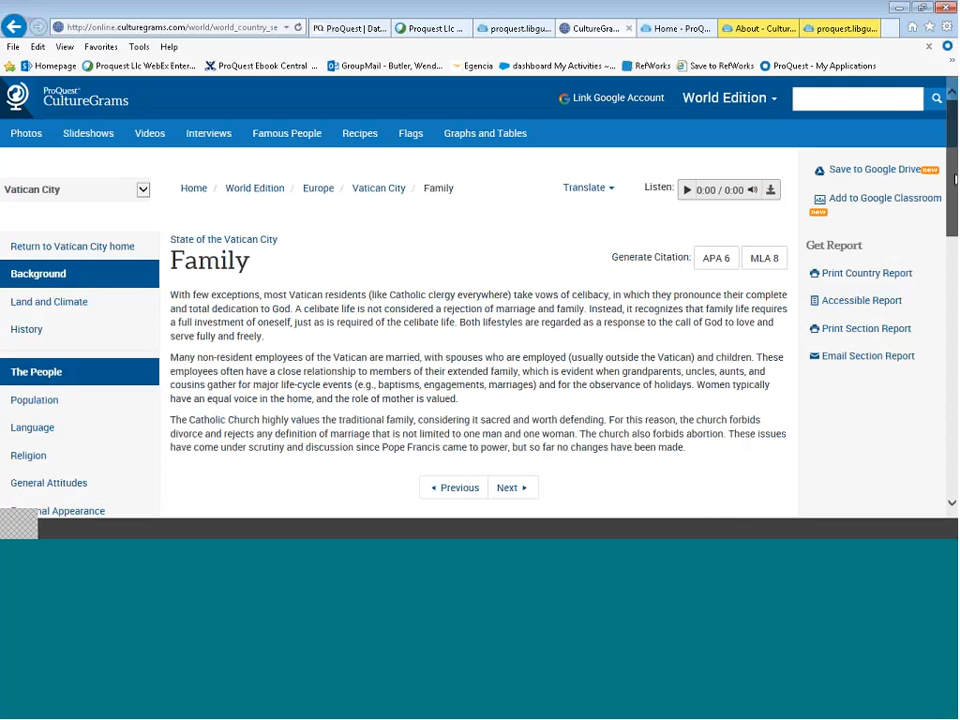 http://online.culturegrams.com/world/world_country_se
PQ ProQuest | Dat...
Proquest Llc ...
proquest.libgu...
CultureGra...
Home - ProQ...
About - Cultur...
proquest.libgu...
File Edit View Favorites Tools Help
Homepage
Proquest Llc WebEx Enter...
ProQuest Ebook Central ...
GroupMail - Butler, Wend...
Egencia
dashboard My Activities ~...
RefWorks
Save to RefWorks
ProQuest - My Applications
ProQuest®
CultureGrams
Link Google Account
World Edition
Photos Slideshows Videos Interviews Famous People Recipes Flags Graphs and Tables
Vatican City
Home / World Edition / Europe / Vatican City / Family
Translate
Listen:
0:00 / 0:00
Save to Google Drive new
Add to Google Classroom
new
Return to Vatican City home
Background
Land and Climate
History
The People
Population
Language
Religion
General Attitudes
State of the Vatican City
Family
Generate Citation: APA 6 MLA 8
With few exceptions, most Vatican residents (like Catholic clergy everywhere) take vows of celibacy, in which they pronounce their complete
and total dedication to God. A celibate life is not considered a rejection of marriage and family. Instead, it recognizes that family life requires
a full investment of oneself, just as is required of the celibate life. Both lifestyles are regarded as a response to the call of God to love and
serve fully and freely.
Many non-resident employees of the Vatican are married, with spouses who are employed (usually outside the Vatican) and children. These
employees often have a close relationship to members of their extended family, which is evident when grandparents, uncles, aunts, and
cousins gather for major life-cycle events (e.g., baptisms, engagements, marriages) and for the observance of holidays. Women typically
have an equal voice in the home, and the role of mother is valued.
The Catholic Church highly values the traditional family, considering it sacred and worth defending. For this reason, the church forbids
divorce and rejects any definition of marriage that is not limited to one man and one woman. The church also forbids abortion. These issues
have come under scrutiny and discussion since Pope Francis came to power, but so far no changes have been made.
Previous Next
Get Report
Print Country Report
Accessible Report
Print Section Report
Email Section Report
Appearance